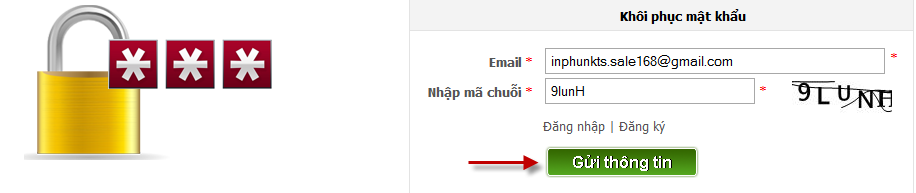 * * *
Khôi phục mật khẩu
Email * inphunkts.sale168@gmail.com *
Nhập mã chuỗi * 9lunH * 9LUNH
Đăng nhập | Đăng ký
Gửi thông tin